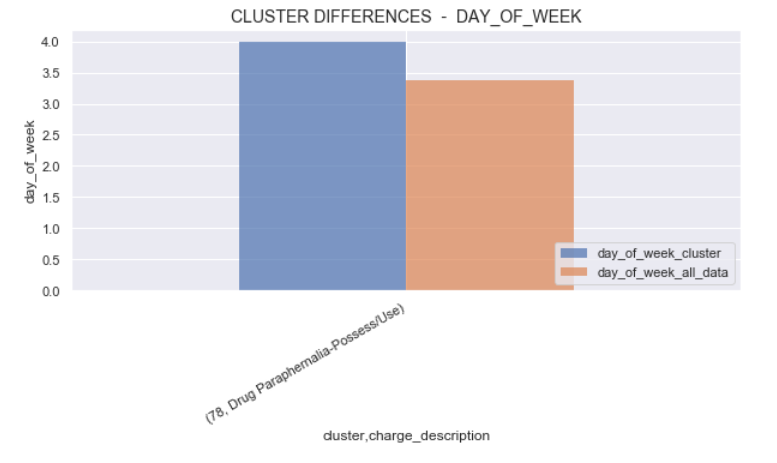 CLUSTER DIFFERENCES - DAY_OF_WEEK
4.0
3.5
3.0
2.5
2.0
1.5
1.0
0.5
0.0
day_of_week
day_of_week_cluster
day_of_week_all_data
(78, Drug Paraphernalia-Possess/Use)
cluster,charge_description